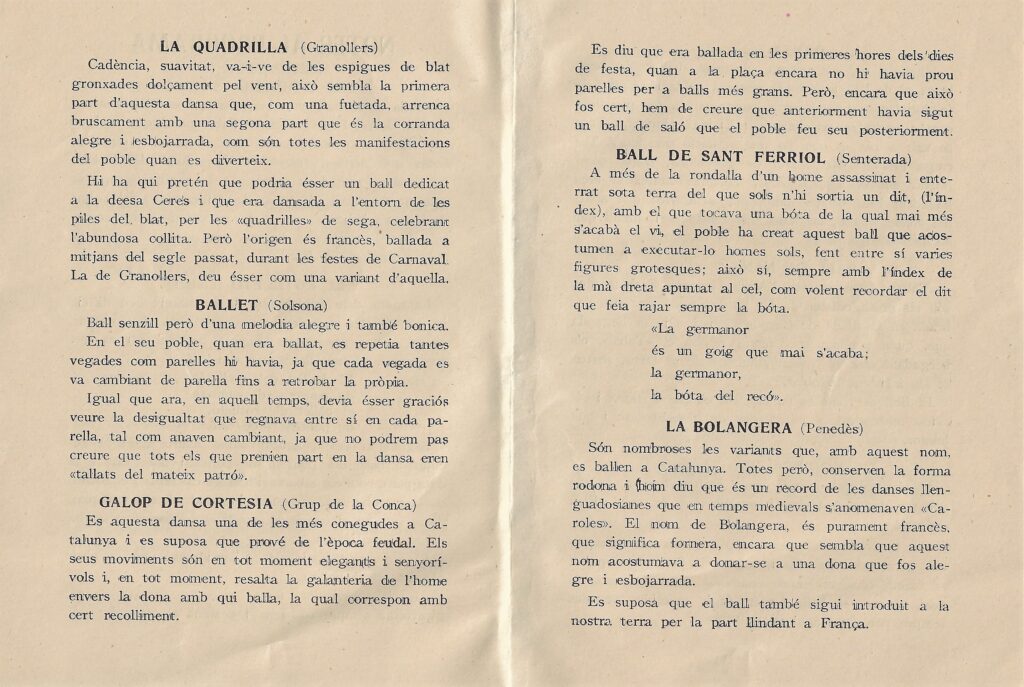 LA QUADRILLA (Granollers)
Cadència, suavitat, va-i-ve de les espigues de blat
gronxades dolçament pel vent, això sembla la primera
part d'aquesta dansa que, com una fuetada, arrenca
bruscament amb una segona part que és la corranda
alegre i esbojarrada, com són totes les manifestacions
del poble quan es diverteix.
Hi ha qui pretén que podria ésser un ball dedicat
a la deesa Ceres i que era dansada a l'entorn de les
piles del blat, per les «quadrilles» de sega, celebrant
l'abundosa collita. Però l'origen és francès, ballada a
mitjans del segle passat, durant les festes de Carnaval.
La de Granollers, deu ésser com una variant d'aquella.
BALLET (Solsona)
Ball senzill però d'una melodia alegre i també bonica.
En el seu poble, quan era ballat, es repetia tantes
vegades com parelles hi havia, ja que cada vegada es
va cambiant de parella fins a retrobar la pròpia.
Igual que ara, en aquell temps, devia ésser graciós
veure la desigualtat que regnava entre sí en cada pa-
rella, tal com anaven cambiant, ja que no podrem pas
creure que tots els que prenien part en la dansa eren
«tallats del mateix patró».
GALOP DE CORTESIA (Grup de la Conca)
Es aquesta dansa una de les més conegudes a Ca-
talunya i es suposa que prové de l'època feudal. Els
seus moviments són en tot moment elegants i senyorí-
vols i, en tot moment, resalta la galanteria de l'home
envers la dona amb qui balla, la qual correspon amb
cert recolliment.
Es diu que era ballada en les primeres hores dels dies
de festa, quan a la plaça encara no hi havia prou
parelles per a balls més grans. Però, encara que això
fos cert, hem de creure que anteriorment havia sigut
un ball de saló que el poble feu seu posteriorment.
BALL DE SANT FERRIOL (Senterada)
A més de la rondalla d'un home assassinat i ente-
rrat sota terra del que sols n'hi sortia un dit, (l'ín-
dex), amb el que tocava una bóta de la qual mai més
s'acabà el vi, el poble ha creat aquest ball que acos-
tumen a executar-lo homes sols, fent entre sí varies
figures grotesques; això sí, sempre amb l'índex de
la mà dreta apuntat al cel, com volent recordar el dit
que feia rajar sempre la bóta.
«La germanor
és un goig que mai s'acaba;
la germanor,
la bóta del recó».
LA BOLANGERA (Penedès)
Són nombroses les variants que, amb aquest nom,
es ballen a Catalunya. Totes però, conserven la forma
rodona i hom diu que és un record de les danses llen-
guadosianes que en temps medievals s'anomenaven «Ca-
roles». El nom de Bolangera, és purament francès,
que significa fornera, encara que sembla que aquest
nom acostumava a donar-se a una dona que fos ale-
gre i esbojarrada.
Es suposa que el ball també sigui introduit a la
nostra terra per la part llindant a França.